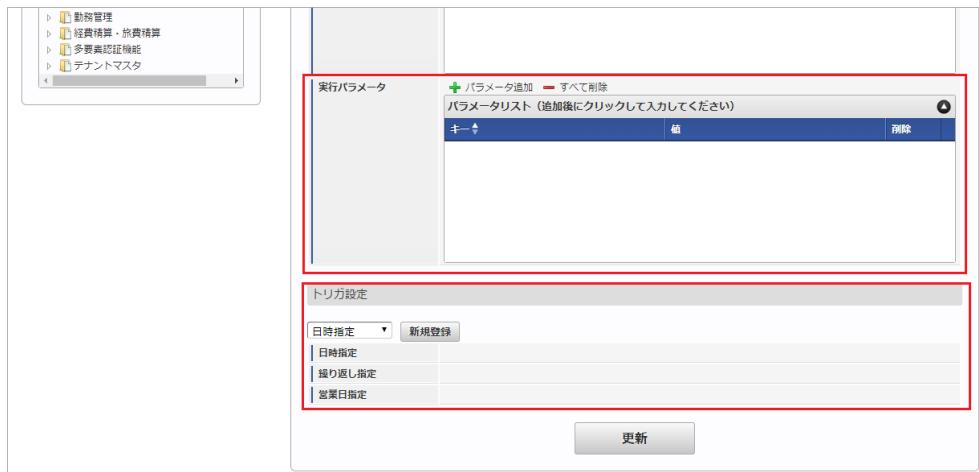 勤務管理
経費精算・旅費精算
多要素認証機能
テナントマスタ
実行パラメータ
パラメータ追加 すべて削除
パラメータリスト（追加後にクリックして入力してください）
キー 値 削除
トリガ設定
日時指定 新規登録
日時指定
繰り返し指定
営業日指定
更新